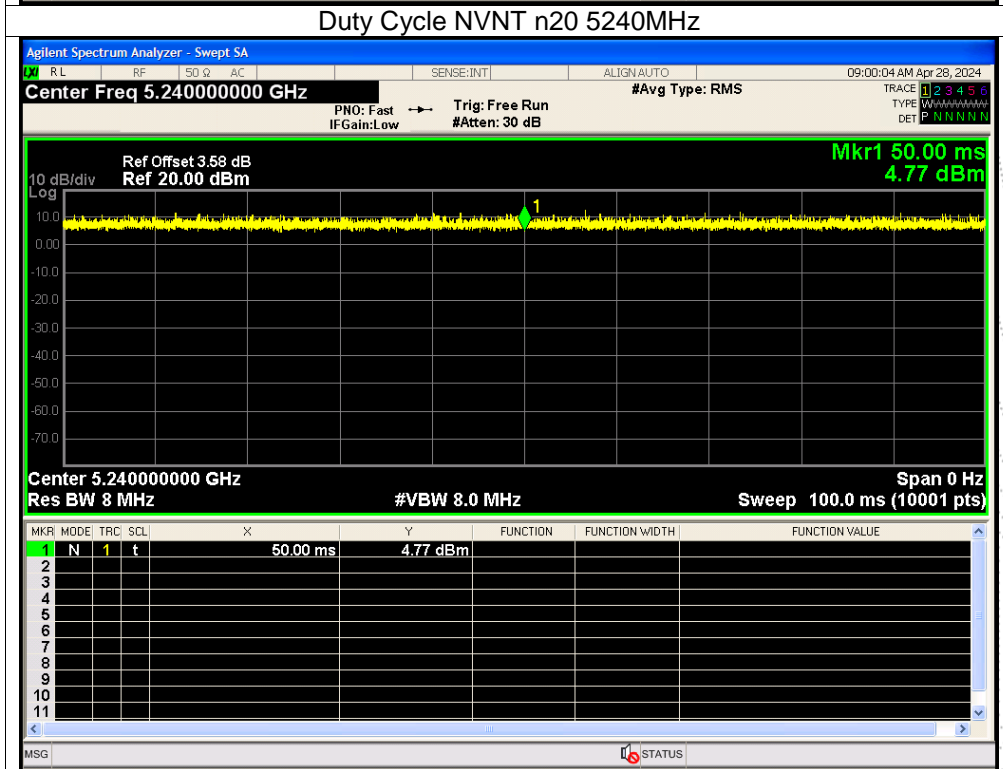 Duty Cycle NVNT n20 5240MHz
Agilent Spectrum Analyzer - Swept SA
LXI RL RF 50 Ω AC SENSE:INT ALIGN AUTO 09:00:04 AM Apr 28, 2024
Center Freq 5.240000000 GHz #Avg Type: RMS TRACE 1 2 3 4 5 6
PNO: Fast Trig: Free Run TYPE WWWWWW
IFGain:Low #Atten: 30 dB DET P N N N N N
Mkr1 50.00 ms
Ref Offset 3.58 dB
10 dB/div Ref 20.00 dBm 4.77 dBm
Log
1
10.0
0.00
-10.0
-20.0
-30.0
-40.0
-50.0
-60.0
-70.0
Center 5.240000000 GHz Span 0 Hz
Res BW 8 MHz #VBW 8.0 MHz Sweep 100.0 ms (10001 pts)
MKR MODE TRC SCL X Y FUNCTION FUNCTION WIDTH FUNCTION VALUE
1 N 1 t 50.00 ms 4.77 dBm
2
3
4
5
6
7
8
9
10
11
MSG STATUS